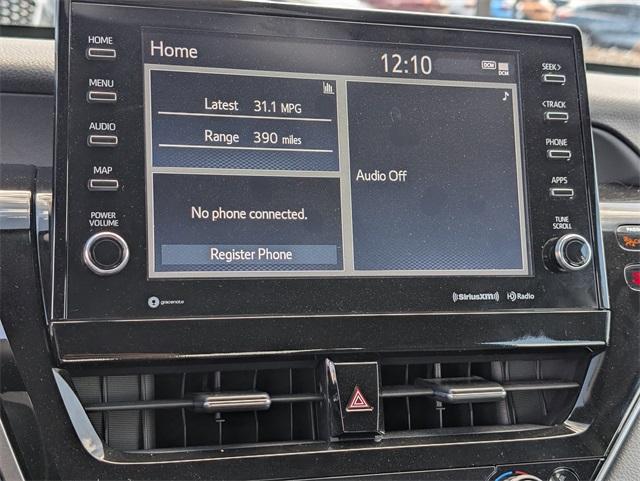 Home
12:10
DCM
DCM
HOME
MENU
AUDIO
MAP
POWER
VOLUME
Latest 31.1 MPG
Range 390 miles
No phone connected.
Register Phone
Audio Off
SEEK>
<TRACK
PHONE
APPS
TUNE
SCROLL
gracenote
SiriusXM
HD Radio